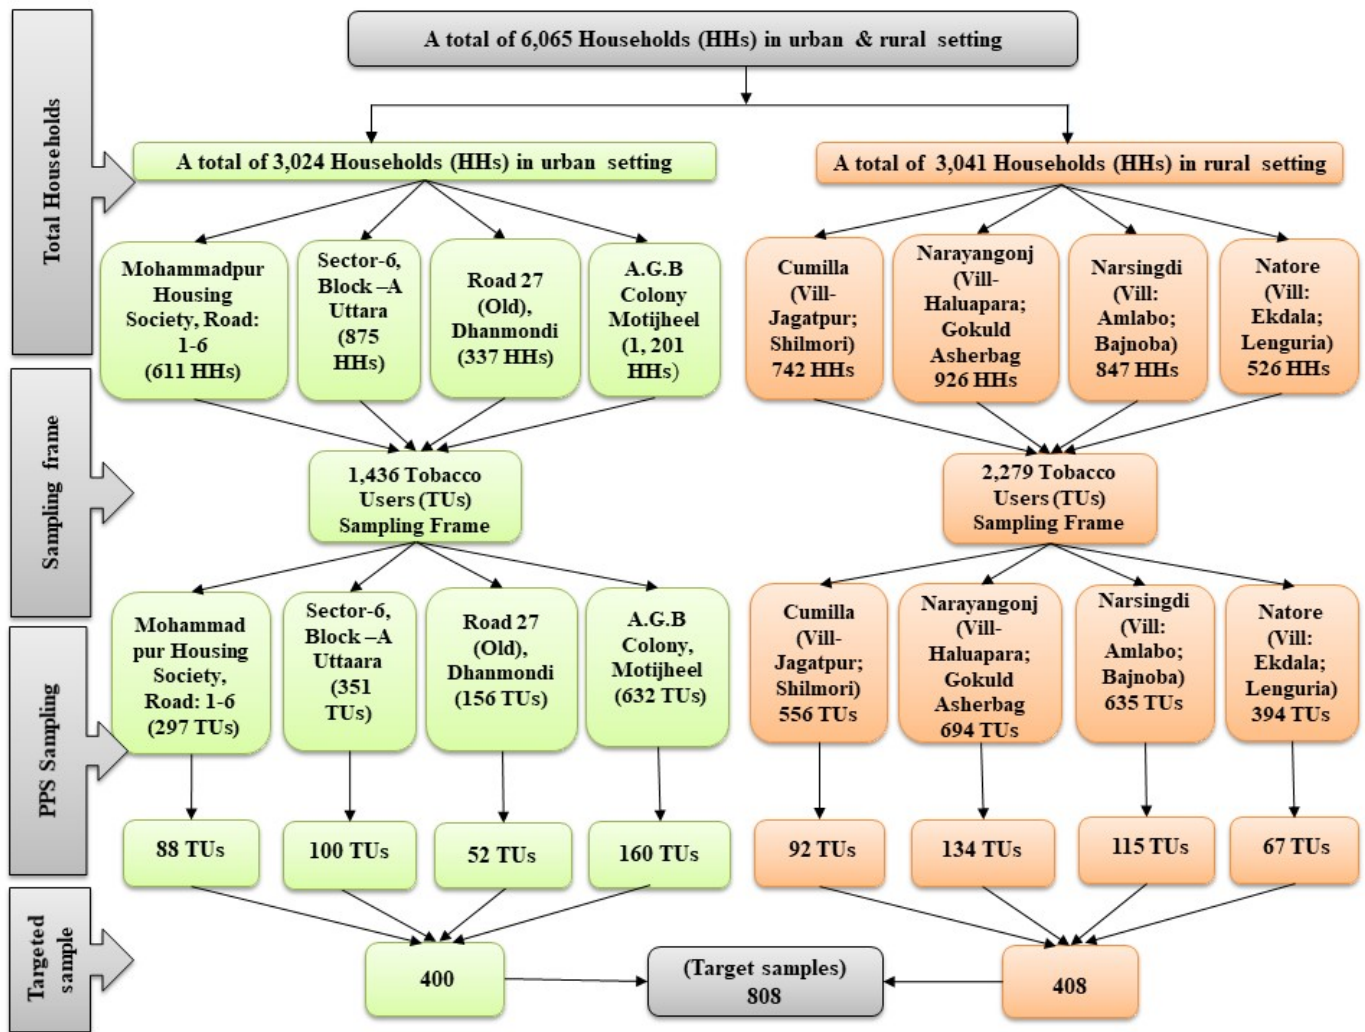 A total of 6,065 Households (HHs) in urban & rural setting
Total Households
A total of 3,024 Households (HHs) in urban setting
A total of 3,041 Households (HHs) in rural setting
Mohammadpur
Housing
Society, Road:
1-6
(611 HHs)
Sector-6,
Block –A
Uttara
(875
HHs)
Road 27
(Old),
Dhanmondi
(337 HHs)
A.G.B
Colony
Motijheel
(1, 201
HHs)
Cumilla
(Vill-
Jagatpur;
Shilmori)
742 HHs
Narayangonj
(Vill-
Haluapara;
Gokuld
Asherbag
926 HHs
Narsingdi
(Vill:
Amlabo;
Bajnoba)
847 HHs
Natore
(Vill:
Ekdala;
Lenguria)
526 HHs
Sampling frame
1,436 Tobacco
Users (TUs)
Sampling Frame
2,279 Tobacco
Users (TUs)
Sampling Frame
PPS Sampling
Mohammad
pur Housing
Society,
Road: 1-6
(297 TUs)
Sector-6,
Block –A
Uttaara
(351
TUs)
Road 27
(Old),
Dhanmondi
(156 TUs)
A.G.B
Colony,
Motijheel
(632 TUs)
Cumilla
(Vill-
Jagatpur;
Shilmori)
556 TUs
Narayangonj
(Vill-
Haluapara;
Gokuld
Asherbag
694 TUs
Narsingdi
(Vill:
Amlabo;
Bajnoba)
635 TUs
Natore
(Vill:
Ekdala;
Lenguria)
394 TUs
88 TUs
100 TUs
52 TUs
160 TUs
92 TUs
134 TUs
115 TUs
67 TUs
Targeted
sample
400
(Target samples)
808
408